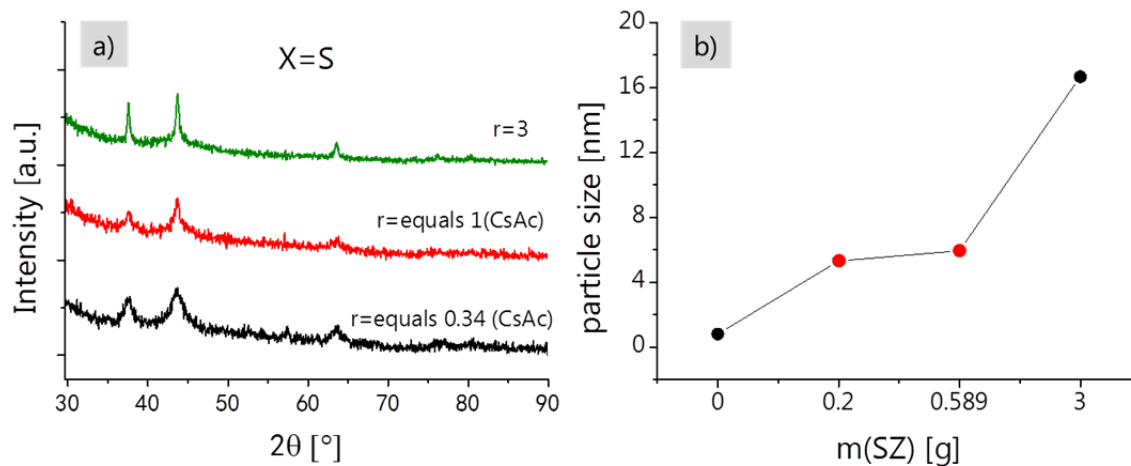 a)
X=S
r=3
r=equals 1(CsAc)
r=equals 0.34 (CsAc)
Intensity [a.u.]
30 40 50 60 70 80 90
2θ [°]
b)
20
16
12
8
4
0
particle size [nm]
0 0.2 0.589 3
m(SZ) [g]